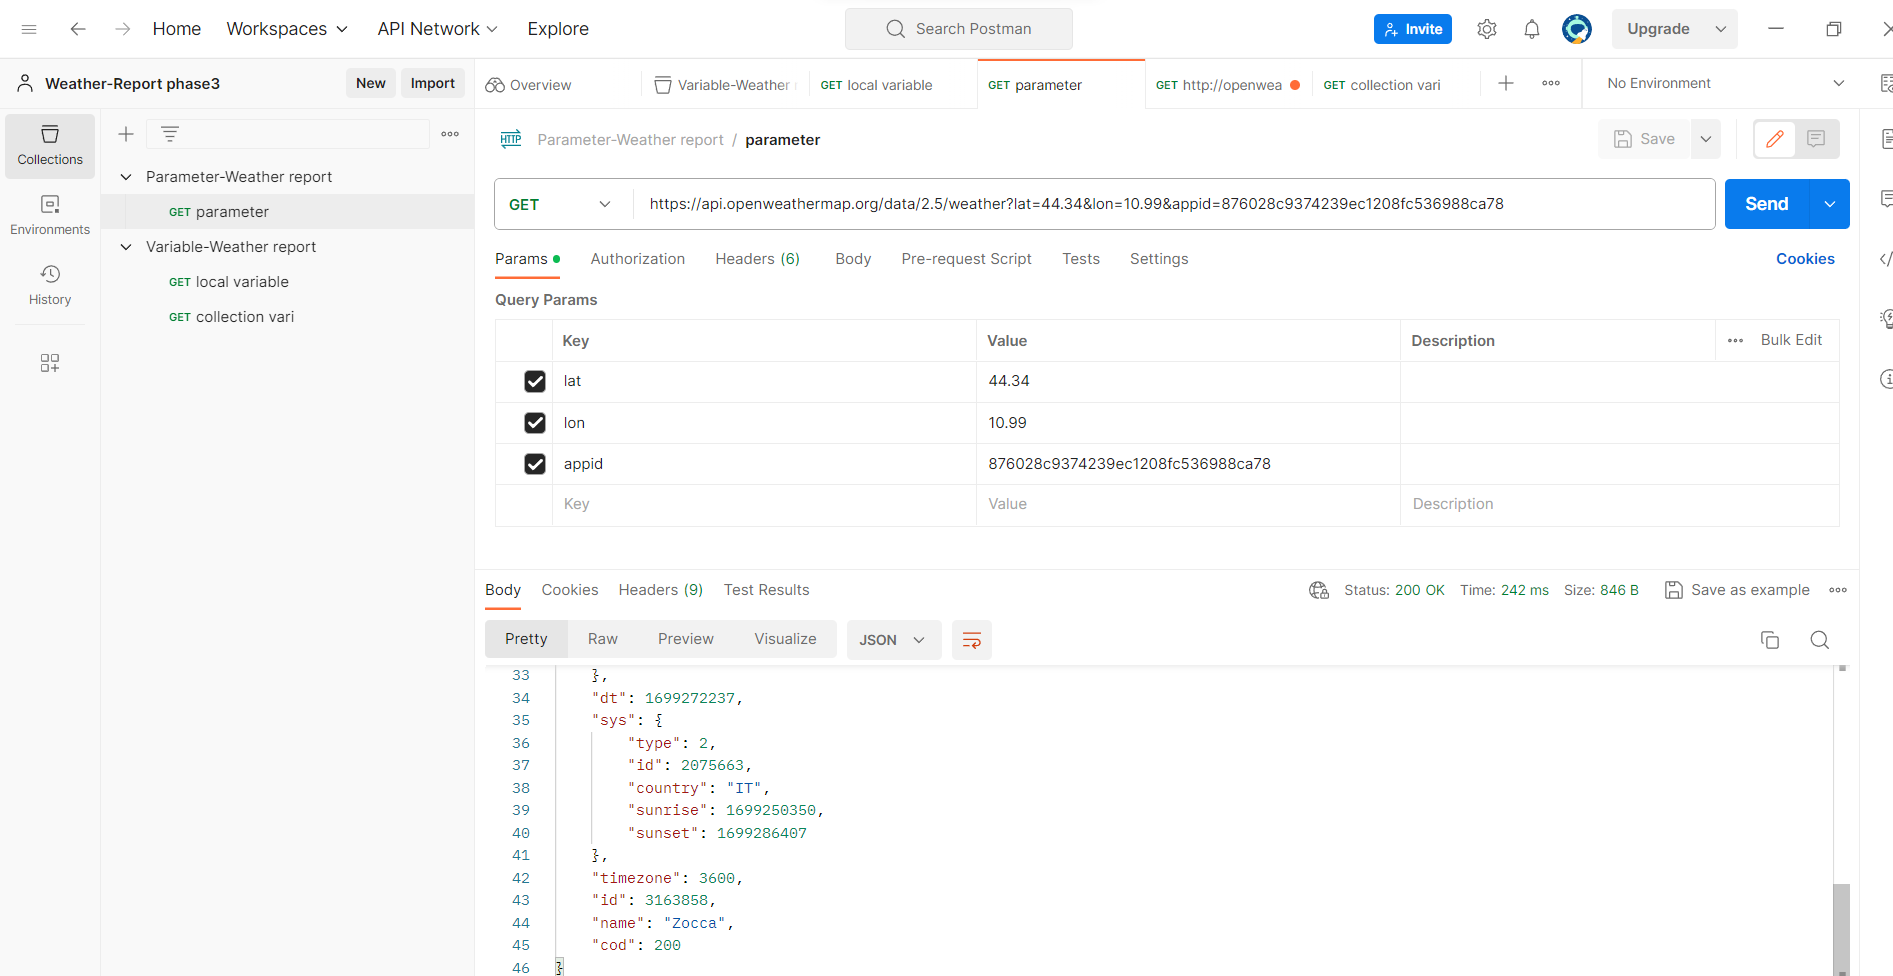 Home Workspaces API Network Explore Search Postman Invite Upgrade
Weather-Report phase3 New Import Overview Variable-Weather GET local variable GET parameter GET http://openwea GET collection vari No Environment
Collections
Environments
History
Parameter-Weather report
GET parameter
Variable-Weather report
GET local variable
GET collection vari
HTTP Parameter-Weather report / parameter Save
GET https://api.openweathermap.org/data/2.5/weather?lat=44.34&lon=10.99&appid=876028c9374239ec1208fc536988ca78 Send
Params Authorization Headers (6) Body Pre-request Script Tests Settings Cookies
Query Params
Key Value Description Bulk Edit
lat 44.34
lon 10.99
appid 876028c9374239ec1208fc536988ca78
Key Value Description
Body Cookies Headers (9) Test Results Status: 200 OK Time: 242 ms Size: 846 B Save as example
Pretty Raw Preview Visualize JSON
33 },
34 "dt": 1699272237,
35 "sys": {
36 "type": 2,
37 "id": 2075663,
38 "country": "IT",
39 "sunrise": 1699250350,
40 "sunset": 1699286407
41 },
42 "timezone": 3600,
43 "id": 3163858,
44 "name": "Zocca",
45 "cod": 200
46 }